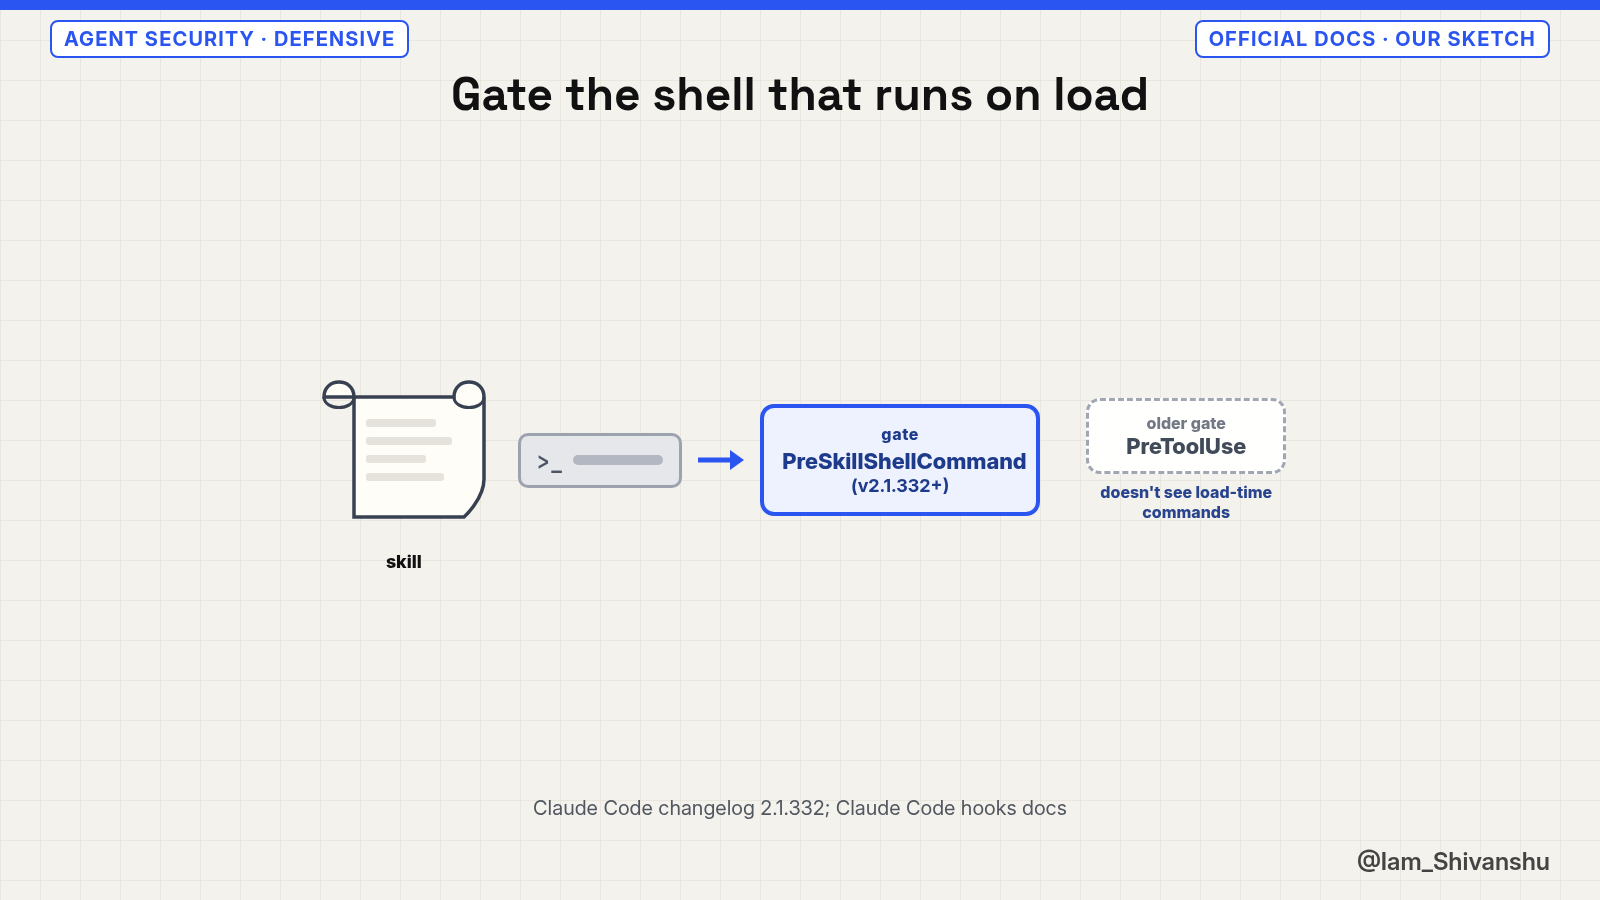 AGENT SECURITY · DEFENSIVE
OFFICIAL DOCS · OUR SKETCH
Gate the shell that runs on load
skill
>_
gate
PreSkillShellCommand
(v2.1.332+)
older gate
PreToolUse
doesn't see load-time
commands
Claude Code changelog 2.1.332; Claude Code hooks docs
@Iam_Shivanshu